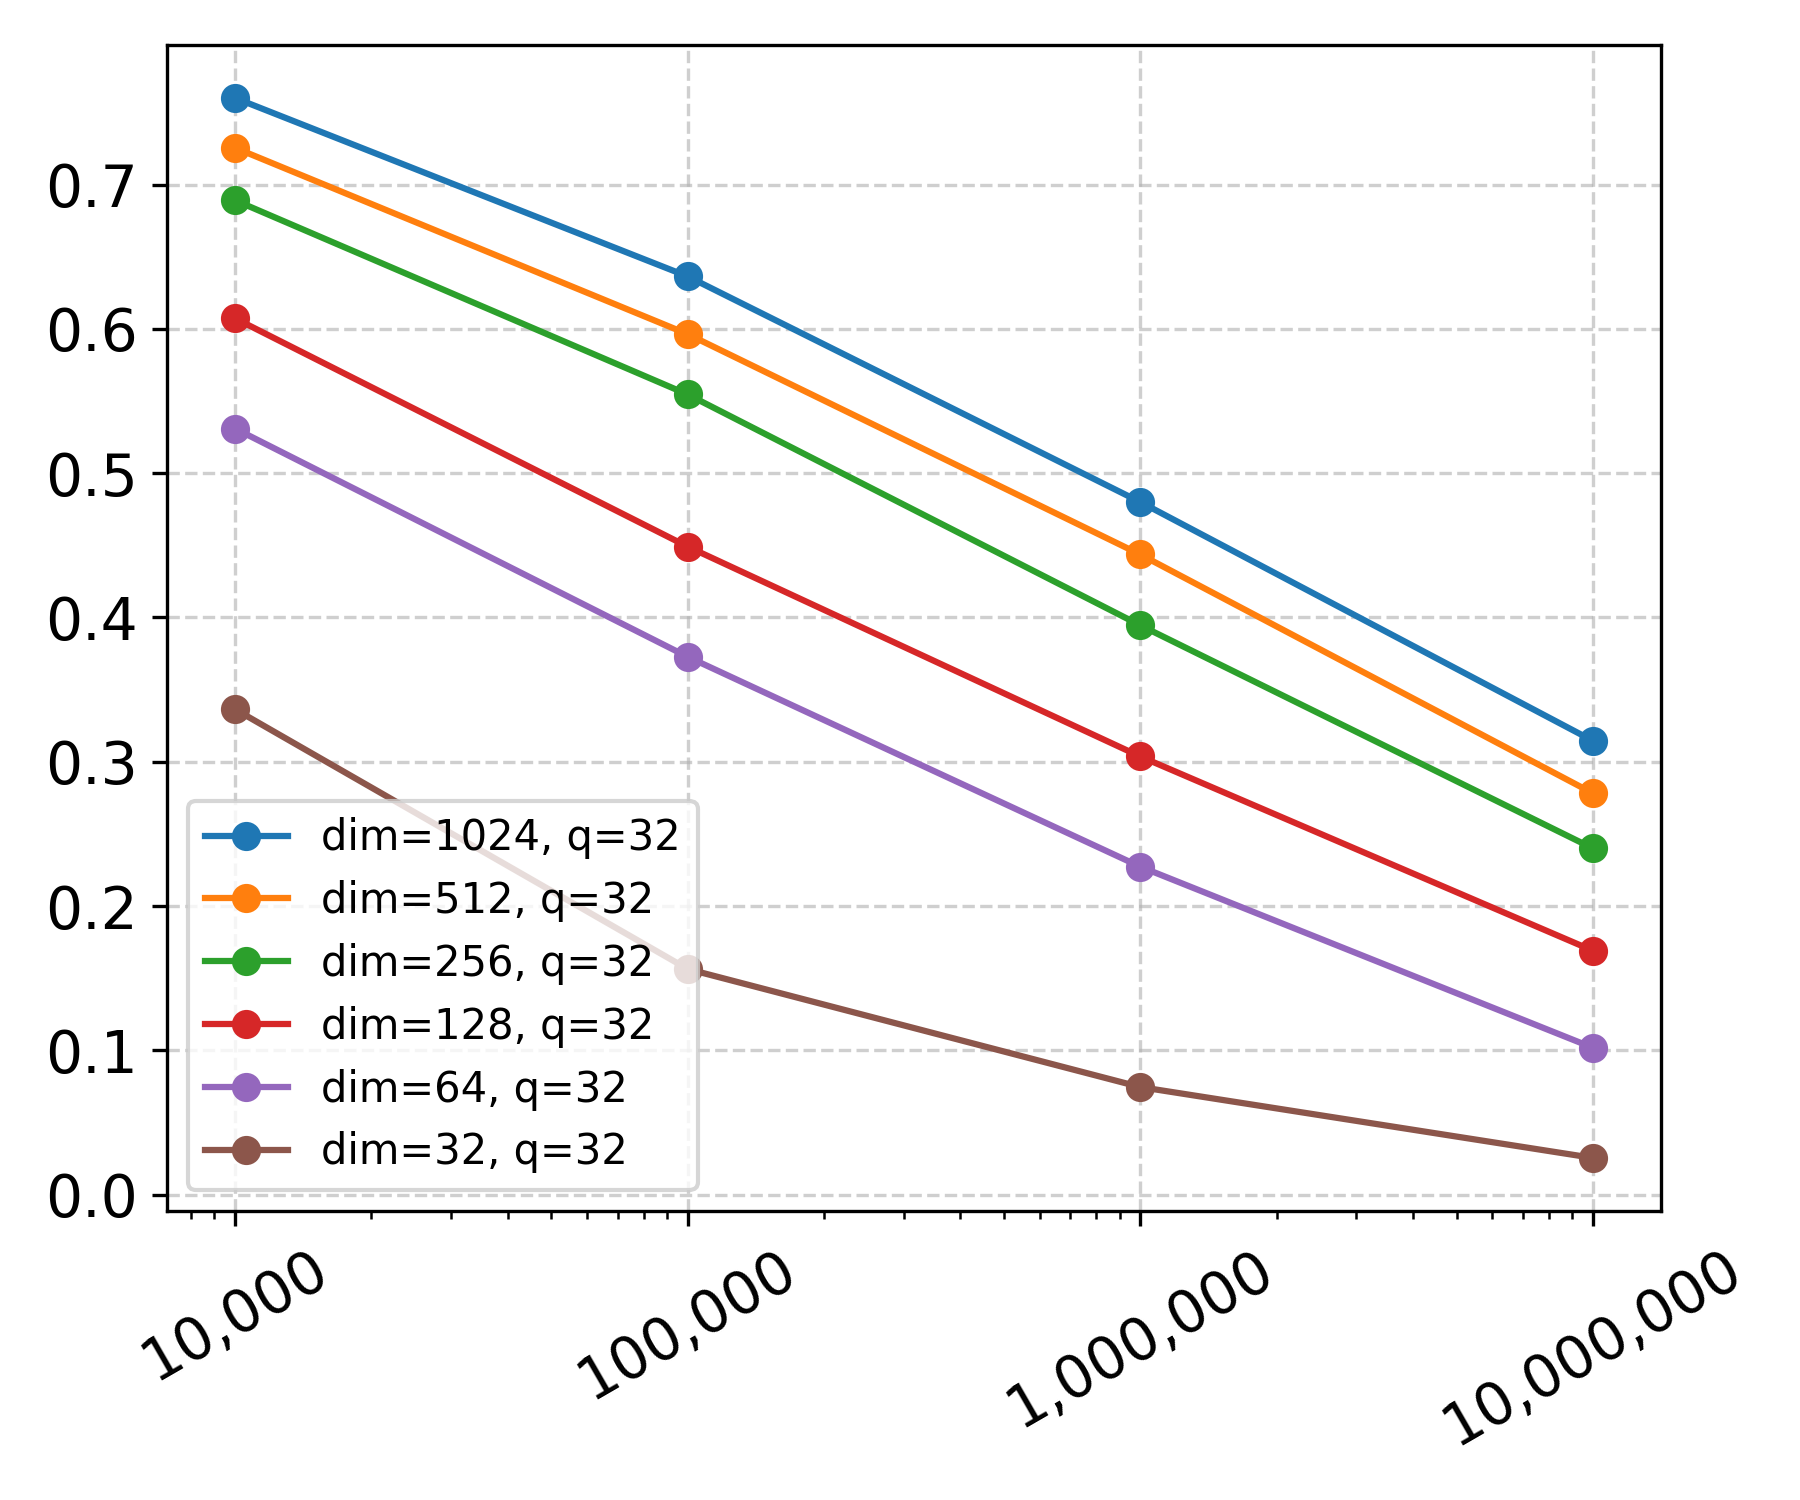 0.7
0.6
0.5
0.4
0.3
0.2
0.1
0.0
dim=1024, q=32
dim=512, q=32
dim=256, q=32
dim=128, q=32
dim=64, q=32
dim=32, q=32
10,000
100,000
1,000,000
10,000,000